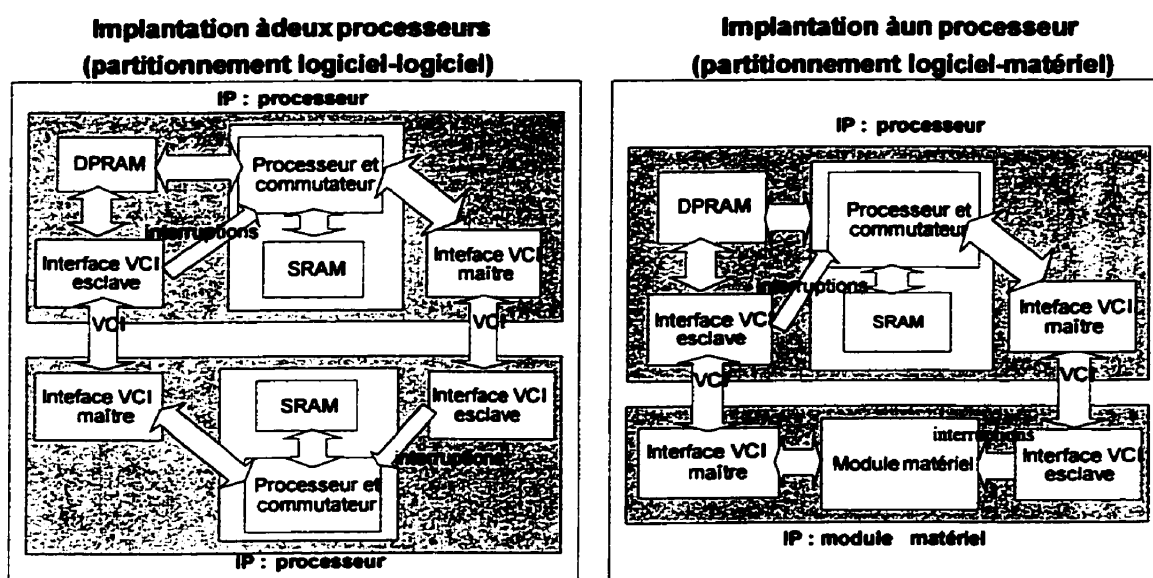 Implantation àdeux processeurs
(partitionnement logiciel-logiciel)
IP : processeur
DPRAM
Processeur et
commutateur
interruptions
Interface VCI
esclave
SRAM
Interface VCI
maître
VCI
VCI
Inteface VCI
maître
SRAM
Interface VCI
esclave
interruptions
Processeur et
commutateur
IP : processeur
Implantation àun processeur
(partitionnement logiciel-matériel)
IP : processeur
DPRAM
Processeur et
commutateur
interruptions
Interface VCI
esclave
SRAM
Inteface VCI
maître
VCI
VCI
interruptions
Interface VCI
maître
Module matériel
Interface VCI
esclave
IP : module matériel